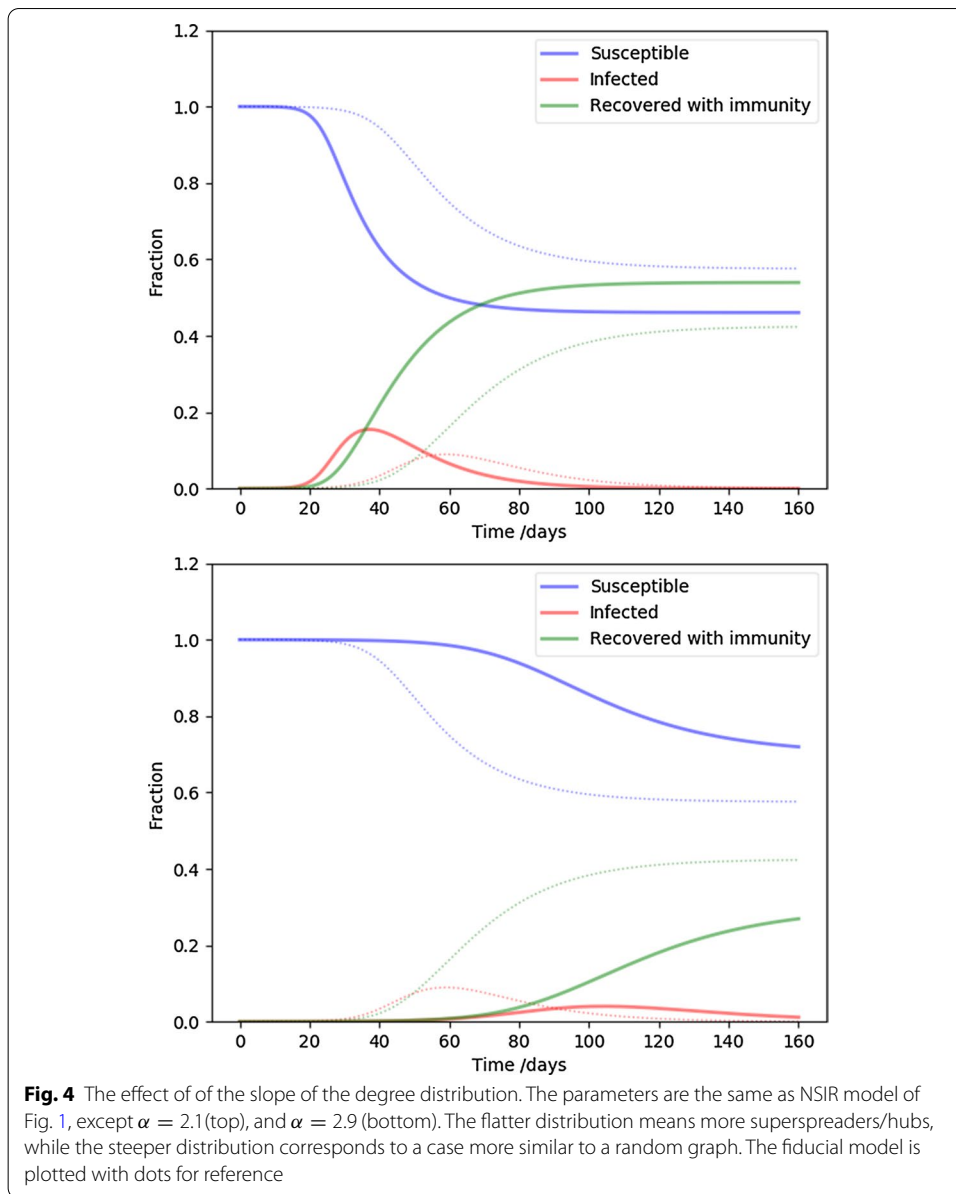 1.2
1.0
0.8
0.6
0.4
0.2
0.0
Fraction
Susceptible
Infected
Recovered with immunity
0 20 40 60 80 100 120 140 160
Time /days
1.2
1.0
0.8
0.6
0.4
0.2
0.0
Fraction
Susceptible
Infected
Recovered with immunity
0 20 40 60 80 100 120 140 160
Time /days
Fig. 4 The effect of of the slope of the degree distribution. The parameters are the same as NSIR model of
Fig. 1, except α = 2.1(top), and α = 2.9 (bottom). The flatter distribution means more superspreaders/hubs,
while the steeper distribution corresponds to a case more similar to a random graph. The fiducial model is
plotted with dots for reference